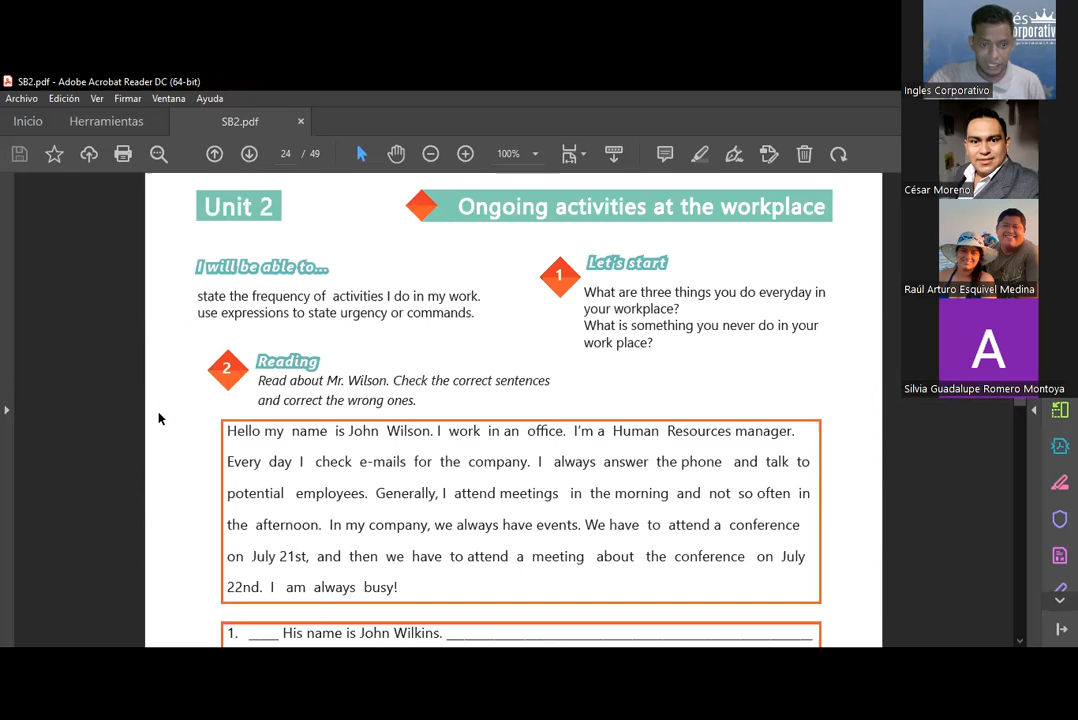 SB2.pdf - Adobe Acrobat Reader DC (64-bit)
Archivo Edición Ver Firmar Ventana Ayuda
Inicio Herramientas SB2.pdf ×
24 / 49 100%
Unit 2
Ongoing activities at the workplace
I will be able to...
state the frequency of activities I do in my work.
use expressions to state urgency or commands.
1 Let's start
What are three things you do everyday in
your workplace?
What is something you never do in your
work place?
2 Reading
Read about Mr. Wilson. Check the correct sentences
and correct the wrong ones.
Hello my name is John Wilson. I work in an office. I'm a Human Resources manager.
Every day I check e-mails for the company. I always answer the phone and talk to
potential employees. Generally, I attend meetings in the morning and not so often in
the afternoon. In my company, we always have events. We have to attend a conference
on July 21st, and then we have to attend a meeting about the conference on July
22nd. I am always busy!
1. ____ His name is John Wilkins. ____
Ingles Corporativo
César Moreno
Raúl Arturo Esquivel Medina
A
Silvia Guadalupe Romero Montoya